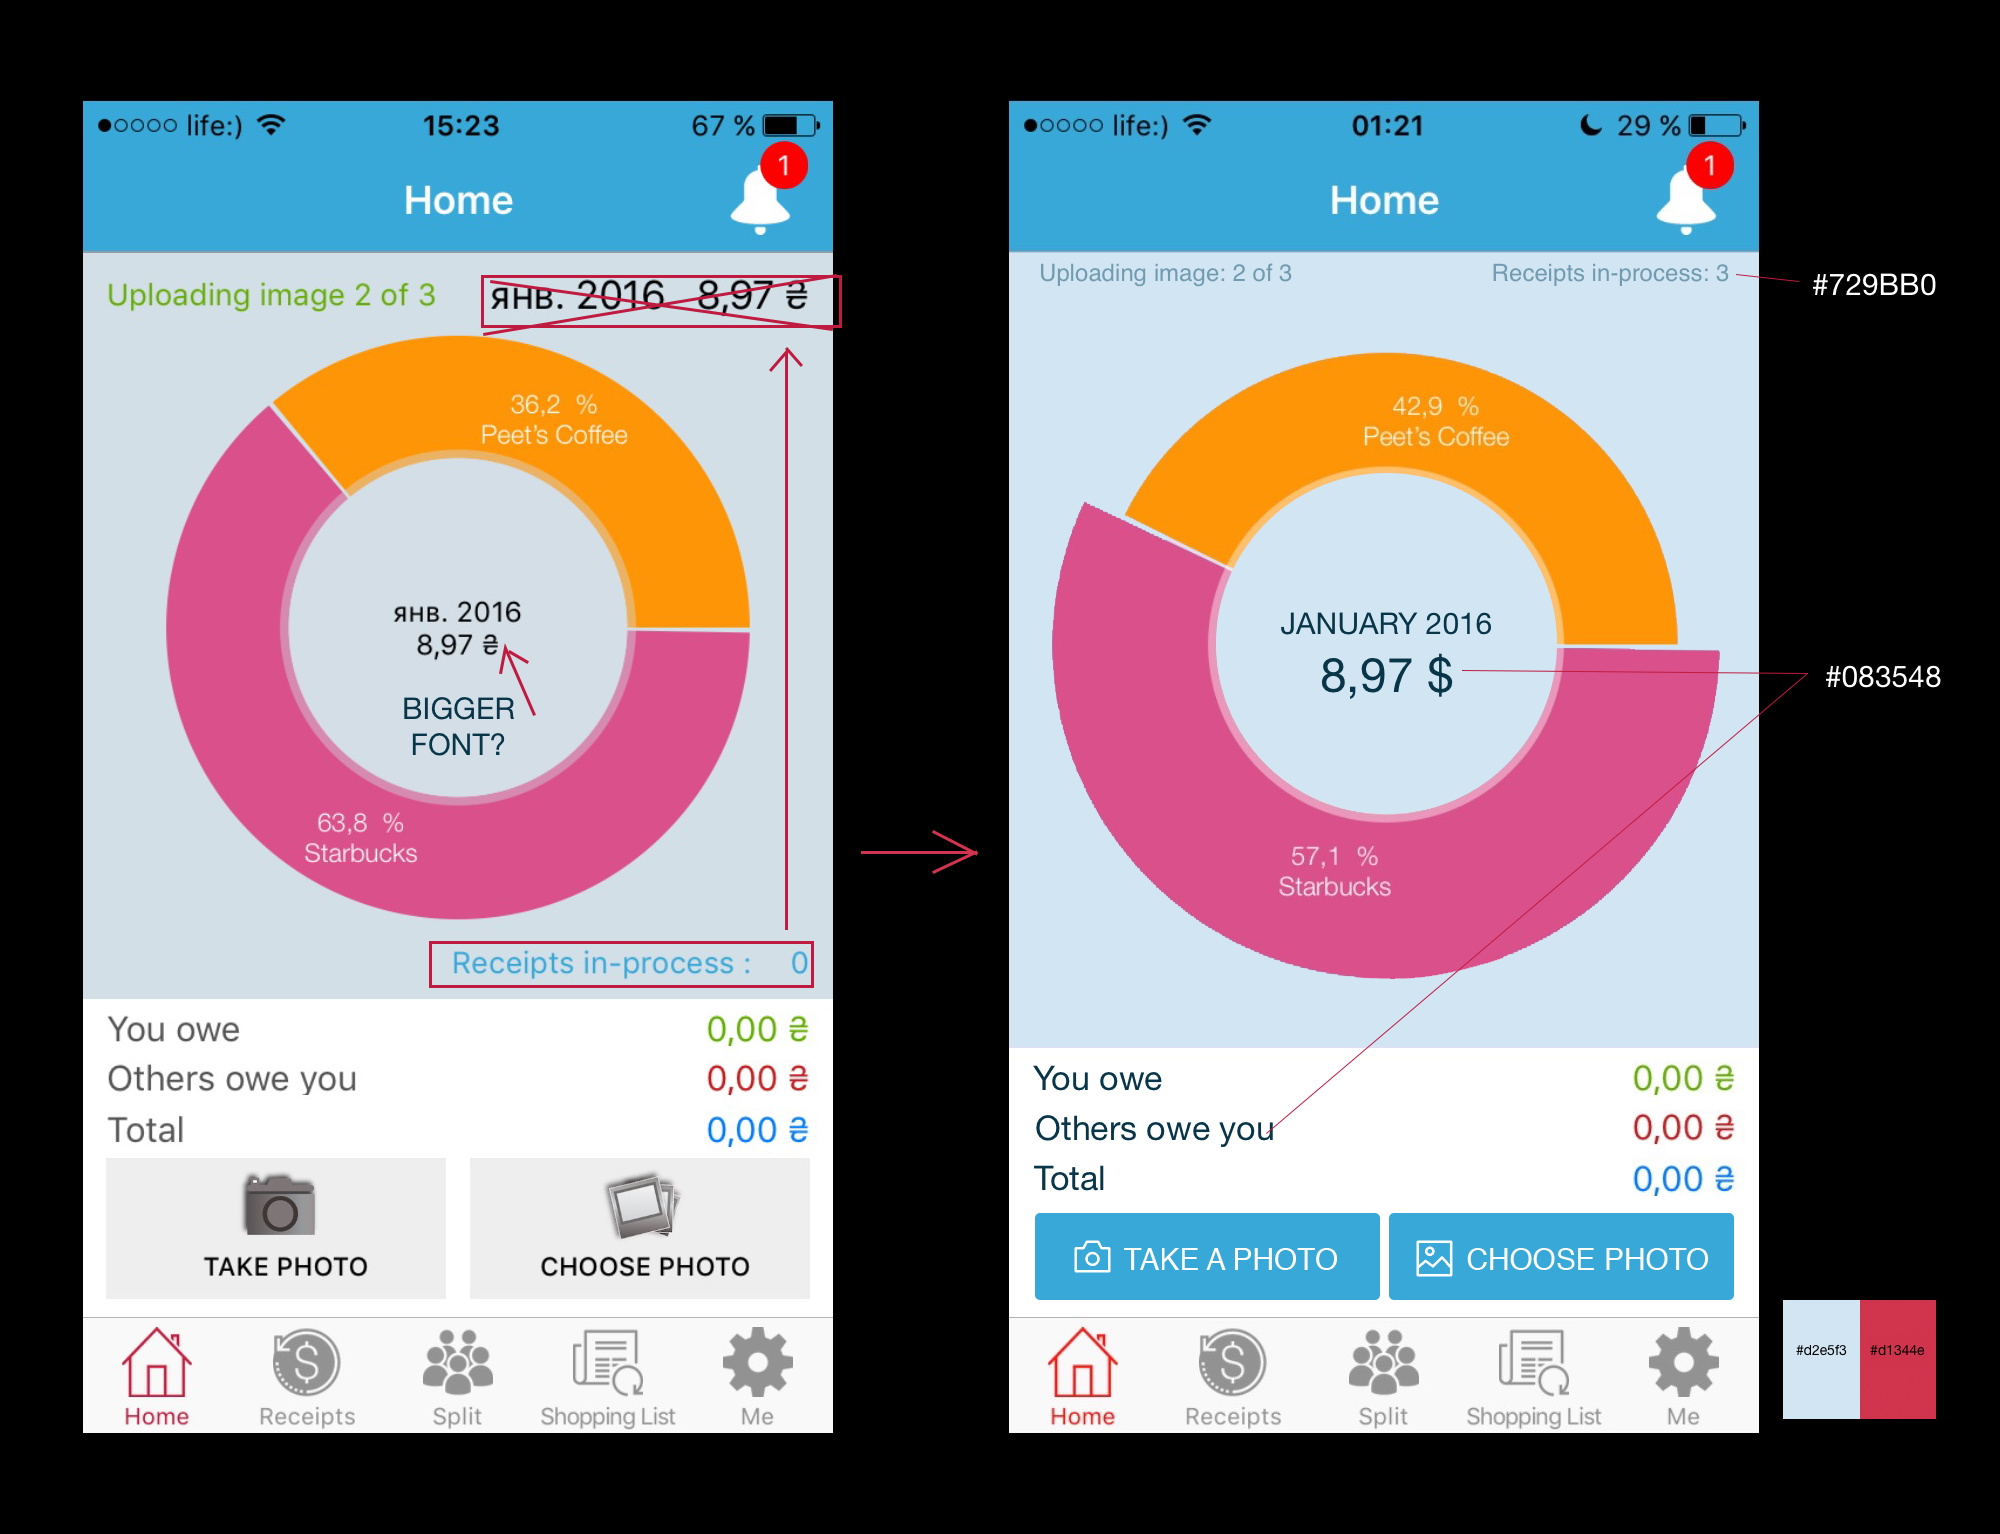 life:) 15:23 67 %
1
Home
Uploading image 2 of 3 янв. 2016 8,97 ₴
36,2 %
Peet's Coffee
янв. 2016
8,97 ₴
BIGGER
FONT?
63,8 %
Starbucks
Receipts in-process : 0
You owe 0,00 ₴
Others owe you 0,00 ₴
Total 0,00 ₴
TAKE PHOTO CHOOSE PHOTO
Home Receipts Split Shopping List Me
life:) 01:21 29 %
1
Home
Uploading image: 2 of 3 Receipts in-process: 3
#729BB0
42,9 %
Peet's Coffee
JANUARY 2016
8,97 $
#083548
57,1 %
Starbucks
You owe 0,00 ₴
Others owe you 0,00 ₴
Total 0,00 ₴
TAKE A PHOTO CHOOSE PHOTO
Home Receipts Split Shopping List Me
#d2e5f3 #d1344e